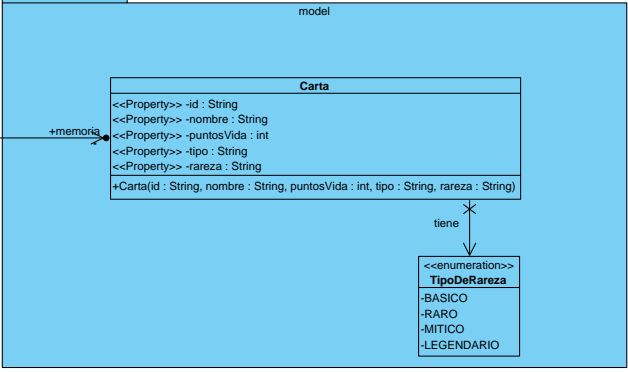 model
Carta
<<Property>> -id : String
<<Property>> -nombre : String
<<Property>> -puntosVida : int
<<Property>> -tipo : String
<<Property>> -rareza : String
+memoria
+Carta(id : String, nombre : String, puntosVida : int, tipo : String, rareza : String)
tiene
<<enumeration>>
TipoDeRareza
-BASICO
-RARO
-MITICO
-LEGENDARIO